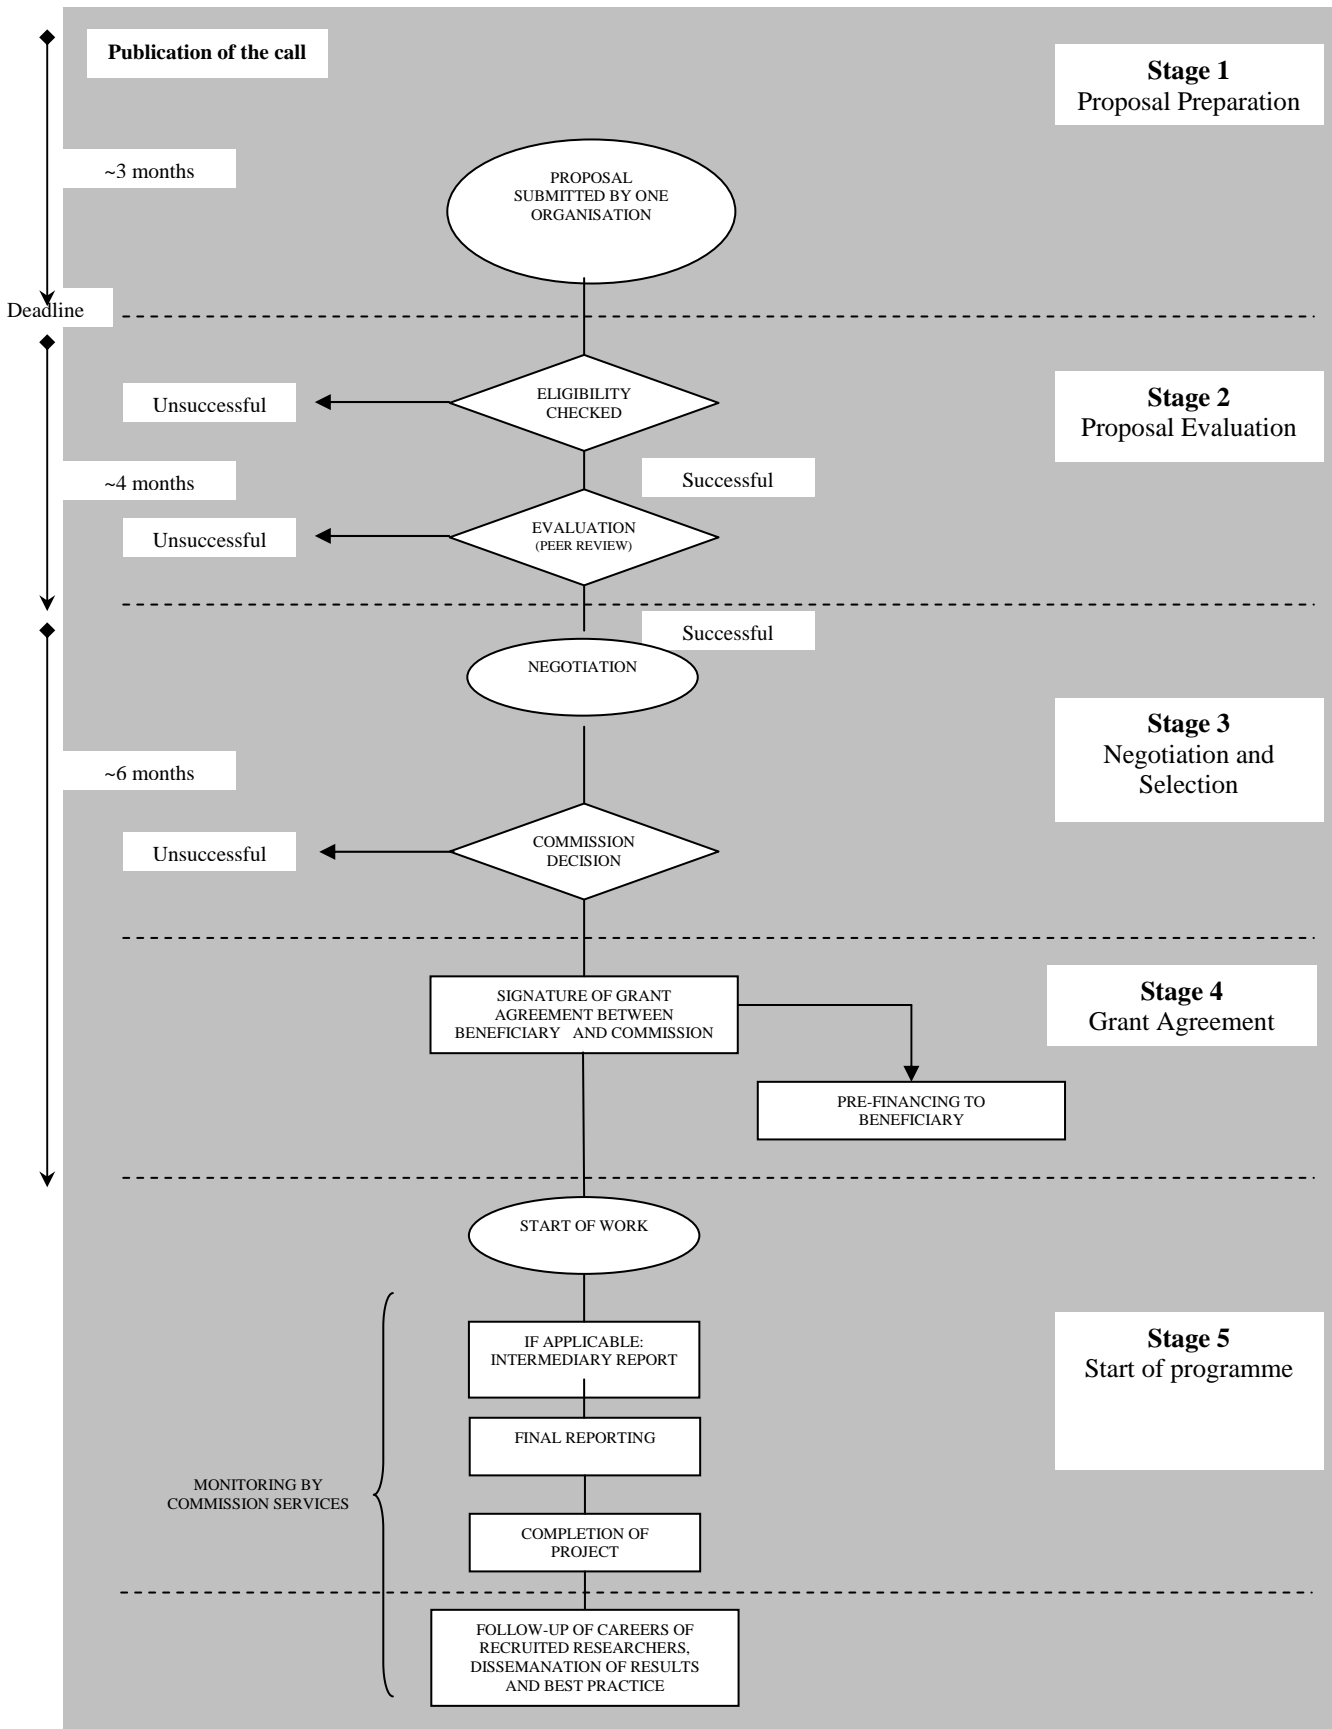 Publication of the call
Stage 1
Proposal Preparation
~3 months
PROPOSAL
SUBMITTED BY ONE
ORGANISATION
Deadline
Unsuccessful
ELIGIBILITY
CHECKED
Stage 2
Proposal Evaluation
~4 months
Successful
Unsuccessful
EVALUATION
(PEER REVIEW)
Successful
NEGOTIATION
Stage 3
Negotiation and
Selection
~6 months
Unsuccessful
COMMISSION
DECISION
SIGNATURE OF GRANT
AGREEMENT BETWEEN
BENEFICIARY AND COMMISSION
Stage 4
Grant Agreement
PRE-FINANCING TO
BENEFICIARY
START OF WORK
IF APPLICABLE:
INTERMEDIARY REPORT
Stage 5
Start of programme
FINAL REPORTING
MONITORING BY
COMMISSION SERVICES
COMPLETION OF
PROJECT
FOLLOW-UP OF CAREERS OF
RECRUITED RESEARCHERS,
DISSEMANATION OF RESULTS
AND BEST PRACTICE